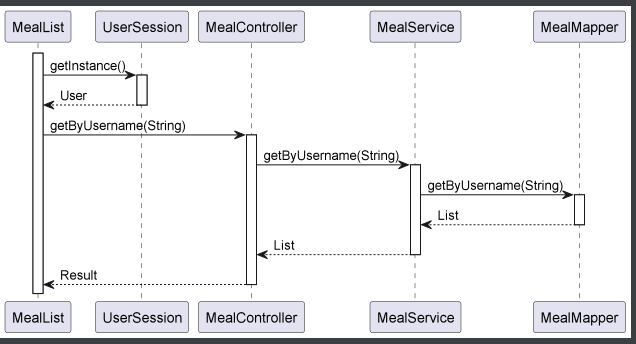 MealList UserSession MealController MealService MealMapper
getInstance()
User
getByUsername(String)
getByUsername(String)
getByUsername(String)
List
List
Result
MealList UserSession MealController MealService MealMapper